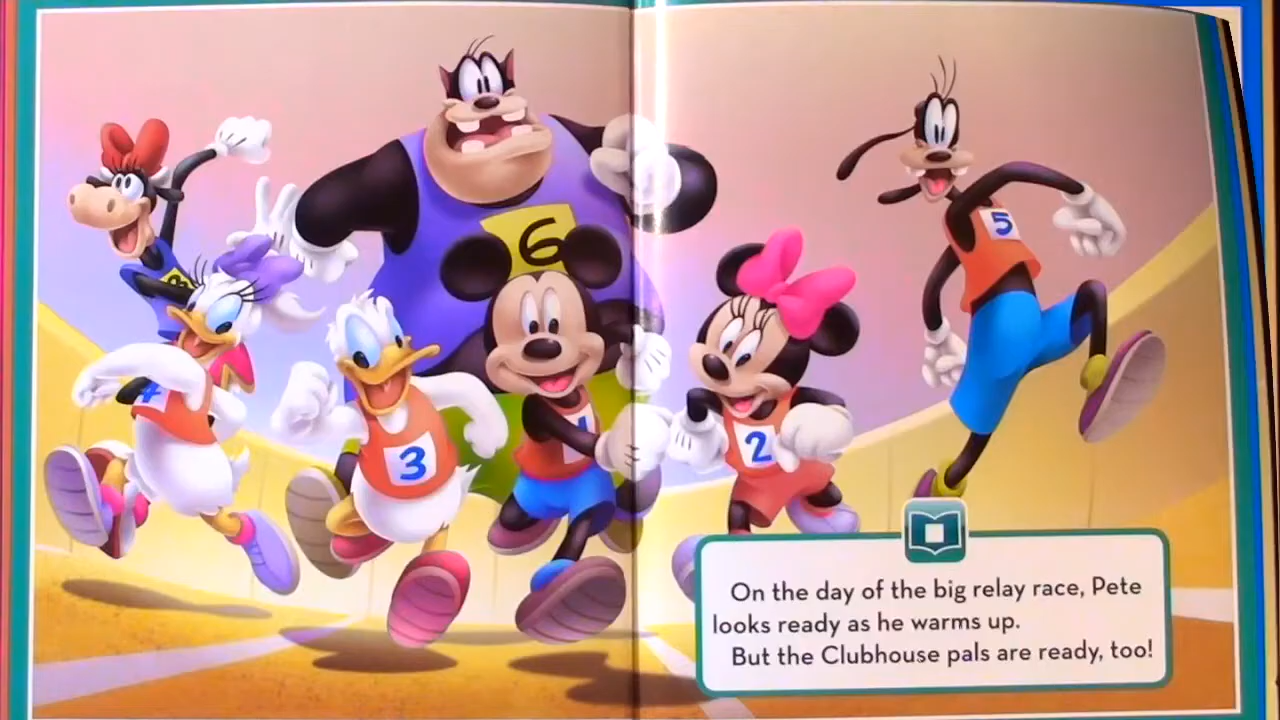 6
5
4
3
1
2
On the day of the big relay race, Pete
looks ready as he warms up.
But the Clubhouse pals are ready, too!